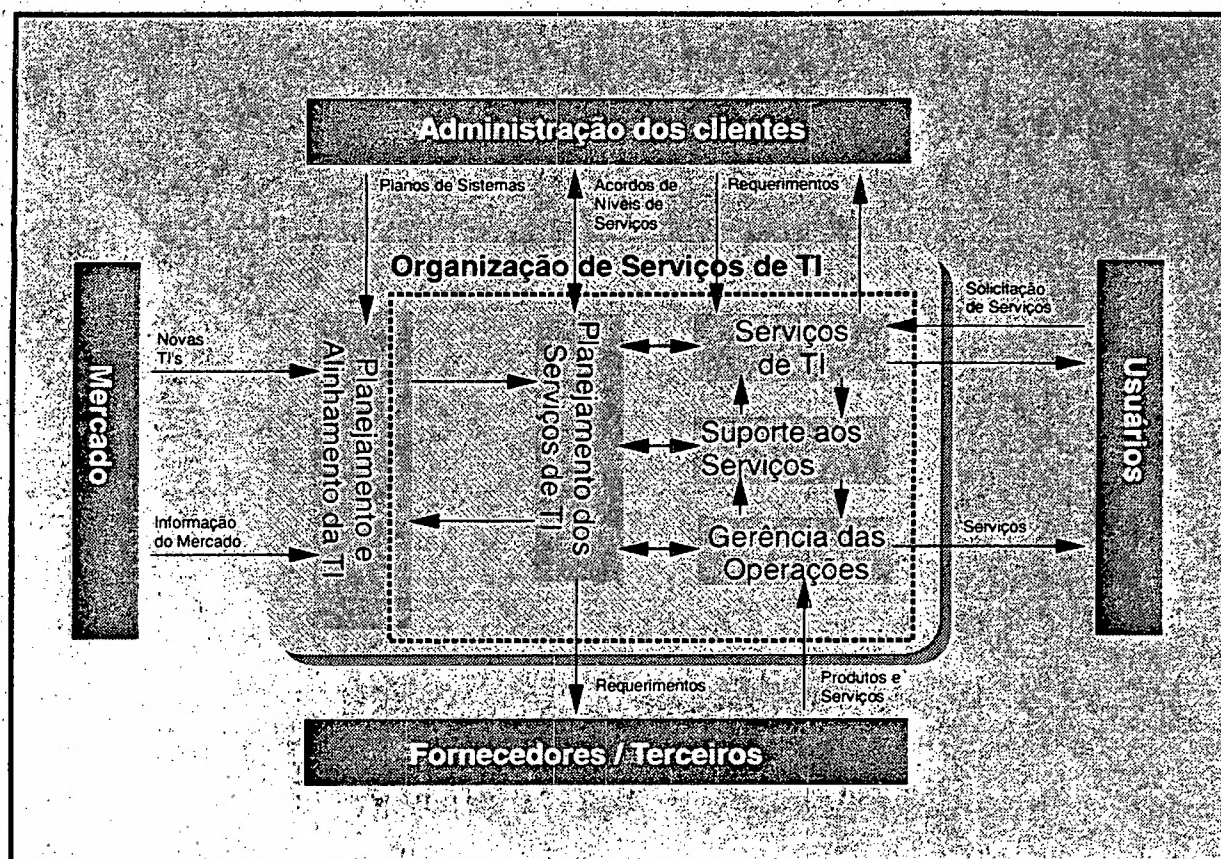 Administração dos clientes
Planos de Sistemas
Acordos de
Níveis de
Serviços
Requerimentos
Organização de Serviços de TI
Mercado
Novas
TI's
Informação
do Mercado
Planejamento e
Alinhamento da TI
Planejamento dos
Serviços de TI
Serviços
de TI
Suporte aos
Serviços
Gerência das
Operações
Solicitação
de Serviços
Serviços
Usuários
Requerimentos
Produtos e
Serviços
Fornecedores / Terceiros